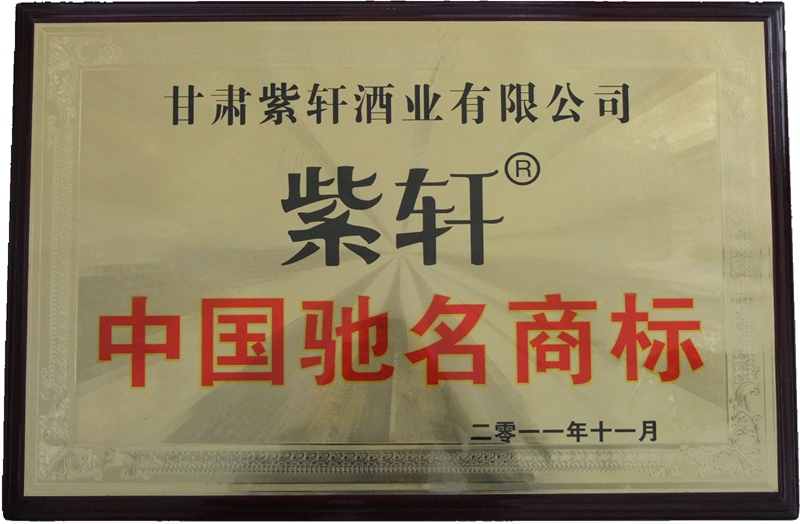 甘肃紫轩酒业有限公司
紫轩®
中国驰名商标
二零一一年十一月